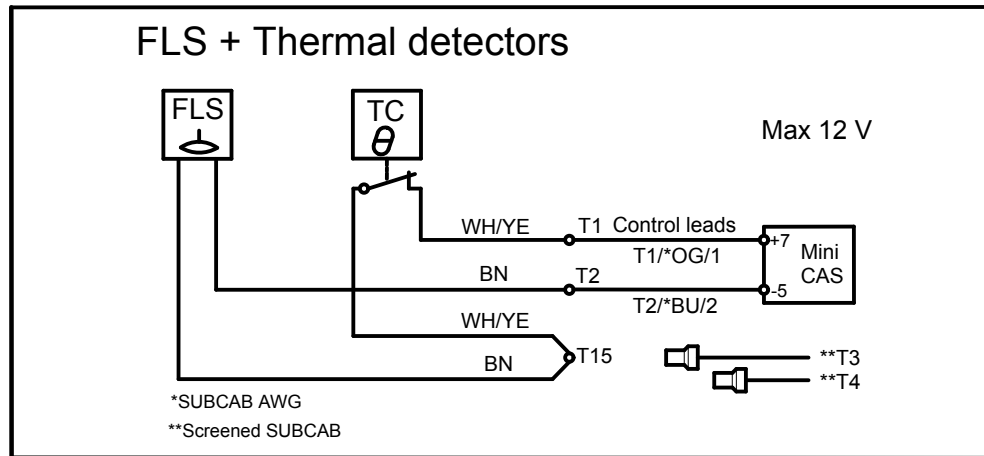 FLS + Thermal detectors
FLS
TC
θ
Max 12 V
WH/YE
T1
Control leads
+7
Mini
CAS
T1/*OG/1
BN
T2
-5
T2/*BU/2
WH/YE
T15
BN
**T3
**T4
*SUBCAB AWG
**Screened SUBCAB